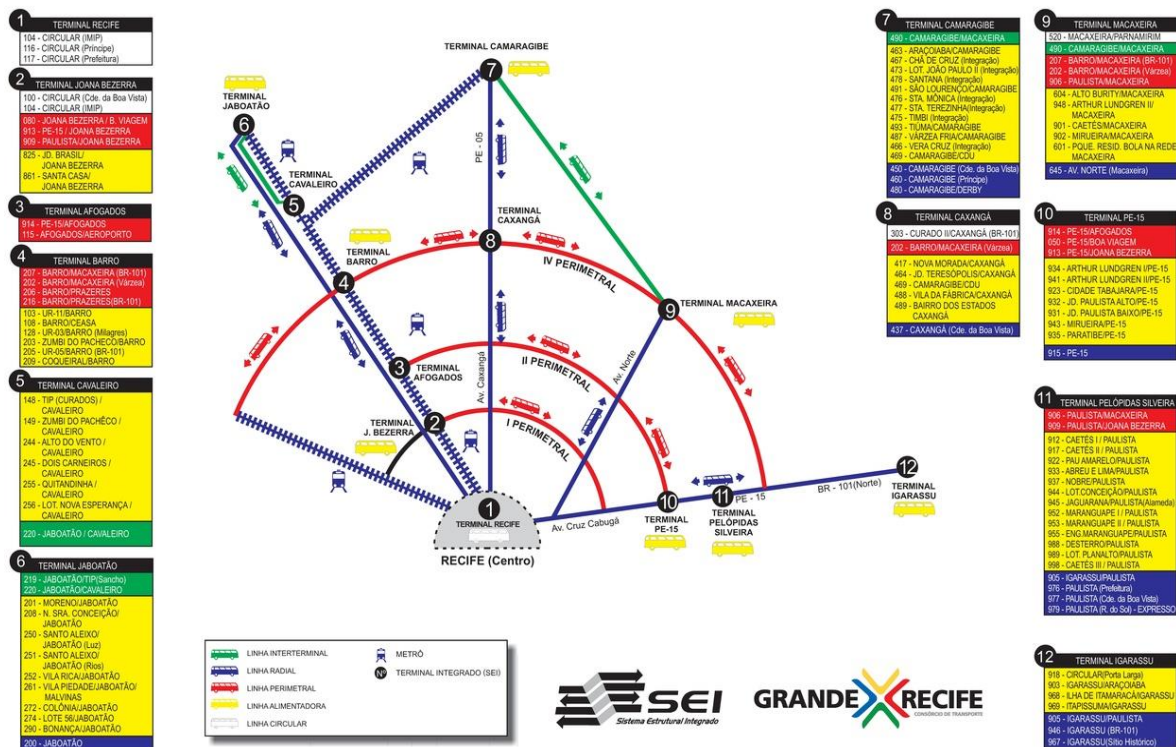 1
TERMINAL RECIFE
104 - CIRCULAR (IMIP)
116 - CIRCULAR (Príncipe)
117 - CIRCULAR (Prefeitura)
2
TERMINAL JOANA BEZERRA
100 - CIRCULAR (Cde. da Boa Vista)
104 - CIRCULAR (IMIP)
080 - JOANA BEZERRA / B. VIAGEM
913 - PE-15 / JOANA BEZERRA
909 - PAULISTA/JOANA BEZERRA
825 - JD. BRASIL/
JOANA BEZERRA
861 - SANTA CASA/
JOANA BEZERRA
3
TERMINAL AFOGADOS
914 - PE-15/AFOGADOS
115 - AFOGADOS/AEROPORTO
4
TERMINAL BARRO
207 - BARRO/MACAXEIRA (BR-101)
202 - BARRO/MACAXEIRA (Várzea)
206 - BARRO/PRAZERES
216 - BARRO/PRAZERES(BR-101)
103 - UR-11/BARRO
108 - BARRO/CEASA
128 - UR-03/BARRO (Milagres)
203 - ZUMBI DO PACHECO/BARRO
205 - UR-05/BARRO (BR-101)
209 - COQUEIRAL/BARRO
5
TERMINAL CAVALEIRO
148 - TIP (CURADOS) /
CAVALEIRO
149 - ZUMBI DO PACHÊCO /
CAVALEIRO
244 - ALTO DO VENTO /
CAVALEIRO
245 - DOIS CARNEIROS /
CAVALEIRO
255 - QUITANDINHA /
CAVALEIRO
256 - LOT. NOVA ESPERANÇA /
CAVALEIRO
220 - JABOATÃO / CAVALEIRO
6
TERMINAL JABOATÃO
219 - JABOATÃO/TIP(Sancho)
220 - JABOATÃO/CAVALEIRO
201 - MORENO/JABOATÃO
208 - N. SRA. CONCEIÇÃO/
JABOATÃO
250 - SANTO ALEIXO/
JABOATÃO (Luz)
251 - SANTO ALEIXO/
JABOATÃO (Rios)
252 - VILA RICA/JABOATÃO
261 - VILA PIEDADE/JABOATÃO/
MALVINAS
272 - COLÔNIA/JABOATÃO
274 - LOTE 56/JABOATÃO
290 - BONANÇA/JABOATÃO
200 - JABOATÃO
TERMINAL CAMARAGIBE
7
TERMINAL
JABOATÃO
6
PE - 05
TERMINAL
CAVALEIRO
5
TERMINAL
CAXANGÁ
8
TERMINAL
BARRO
4
IV PERIMETRAL
TERMINAL MACAXEIRA
9
TERMINAL
AFOGADOS
3
II PERIMETRAL
Av. Caxangá
Av. Norte
TERMINAL
J. BEZERRA
2
I PERIMETRAL
12
TERMINAL
IGARASSU
BR - 101(Norte)
PE - 15
11
TERMINAL
PELÓPIDAS
SILVEIRA
10
TERMINAL
PE-15
Av. Cruz Cabugá
1
TERMINAL RECIFE
RECIFE (Centro)
LINHA INTERTERMINAL
LINHA RADIAL
LINHA PERIMETRAL
LINHA ALIMENTADORA
LINHA CIRCULAR
METRÔ
Nº TERMINAL INTEGRADO (SEI)
SEI
Sistema Estrutural Integrado
GRANDE RECIFE
CONSÓRCIO DE TRANSPORTE
7
TERMINAL CAMARAGIBE
490 - CAMARAGIBE/MACAXEIRA
463 - ARAÇOIABA/CAMARAGIBE
467 - CHÃ DE CRUZ (Integração)
473 - LOT. JOÃO PAULO II (Integração)
478 - SANTANA (Integração)
491 - SÃO LOURENÇO/CAMARAGIBE
476 - STA. MÔNICA (Integração)
477 - STA. TEREZINHA(Integração)
475 - TIMBI (Integração)
493 - TIÚMA/CAMARAGIBE
487 - VÁRZEA FRIA/CAMARAGIBE
466 - VERA CRUZ (Integração)
469 - CAMARAGIBE/CDU
450 - CAMARAGIBE (Cde. da Boa Vista)
460 - CAMARAGIBE (Príncipe)
480 - CAMARAGIBE/DERBY
8
TERMINAL CAXANGÁ
303 - CURADO II/CAXANGÁ (BR-101)
202 - BARRO/MACAXEIRA (Várzea)
417 - NOVA MORADA/CAXANGÁ
464 - JD. TERESÓPOLIS/CAXANGÁ
469 - CAMARAGIBE/CDU
488 - VILA DA FÁBRICA/CAXANGÁ
489 - BAIRRO DOS ESTADOS
CAXANGÁ
437 - CAXANGÁ (Cde. da Boa Vista)
9
TERMINAL MACAXEIRA
520 - MACAXEIRA/PARNAMIRIM
490 - CAMARAGIBE/MACAXEIRA
207 - BARRO/MACAXEIRA (BR-101)
202 - BARRO/MACAXEIRA (Várzea)
906 - PAULISTA/MACAXEIRA
604 - ALTO BURITY/MACAXEIRA
948 - ARTHUR LUNDGREN II/
MACAXEIRA
901 - CAETÉS/MACAXEIRA
902 - MIRUEIRA/MACAXEIRA
601 - PQUE. RESID. BOLA NA REDE
MACAXEIRA
645 - AV. NORTE (Macaxeira)
10
TERMINAL PE-15
914 - PE-15/AFOGADOS
050 - PE-15/BOA VIAGEM
913 - PE-15/JOANA BEZERRA
934 - ARTHUR LUNDGREN I/PE-15
941 - ARTHUR LUNDGREN II/PE-15
923 - CIDADE TABAJARA/PE-15
932 - JD. PAULISTA ALTO/PE-15
931 - JD. PAULISTA BAIXO/PE-15
943 - MIRUEIRA/PE-15
935 - PARATIBE/PE-15
915 - PE-15
11
TERMINAL PELÓPIDAS SILVEIRA
906 - PAULISTA/MACAXEIRA
909 - PAULISTA/JOANA BEZERRA
912 - CAETÉS I / PAULISTA
917 - CAETÉS II / PAULISTA
922 - PAU AMARELO/PAULISTA
933 - ABREU E LIMA/PAULISTA
937 - NOBRE/PAULISTA
944 - LOT.CONCEIÇÃO/PAULISTA
945 - JAGUARANA/PAULISTA(Alameda)
952 - MARANGUAPE I / PAULISTA
953 - MARANGUAPE II / PAULISTA
955 - ENG.MARANGUAPE/PAULISTA
988 - DESTERRO/PAULISTA
989 - LOT. PLANALTO/PAULISTA
998 - CAETÉS III / PAULISTA
905 - IGARASSU/PAULISTA
976 - PAULISTA (Prefeitura)
977 - PAULISTA (Cde. da Boa Vista)
979 - PAULISTA (R. do Sol) - EXPRESSO
12
TERMINAL IGARASSU
918 - CIRCULAR(Porta Larga)
903 - IGARASSU/ARAÇOIABA
968 - ILHA DE ITAMARACÁ/IGARASSU
969 - ITAPISSUMA/IGARASSU
905 - IGARASSU/PAULISTA
946 - IGARASSU (BR-101)
967 - IGARASSU(Sítio Histórico)